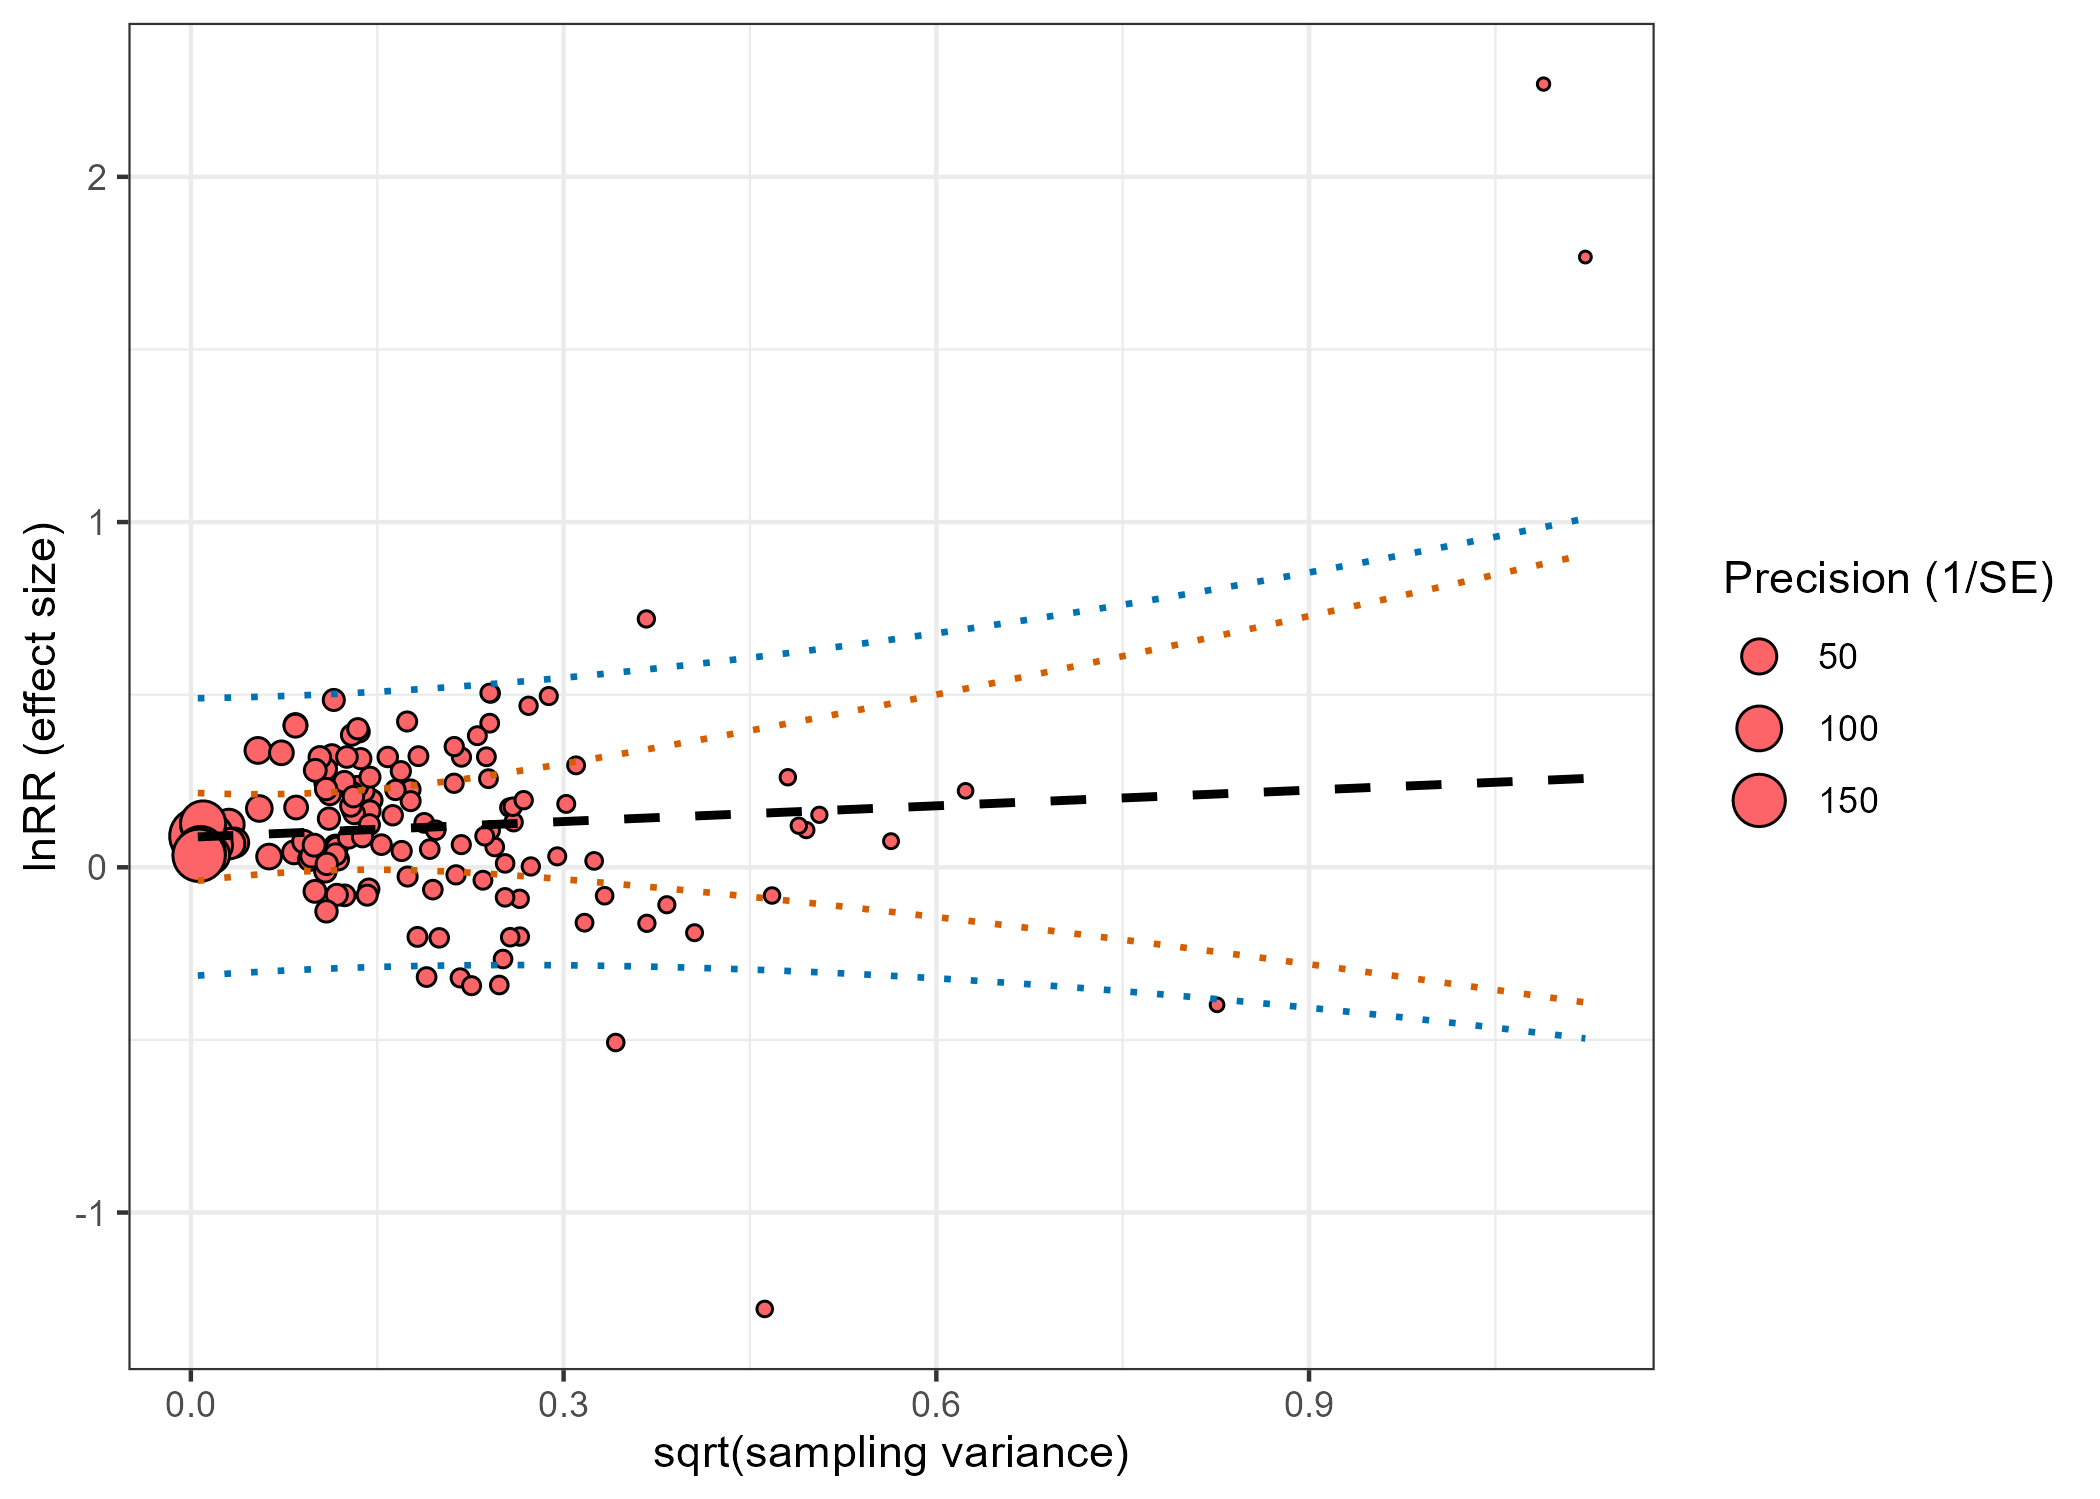 lnRR (effect size)
2
1
0
-1
0.0 0.3 0.6 0.9
sqrt(sampling variance)
Precision (1/SE)
50
100
150